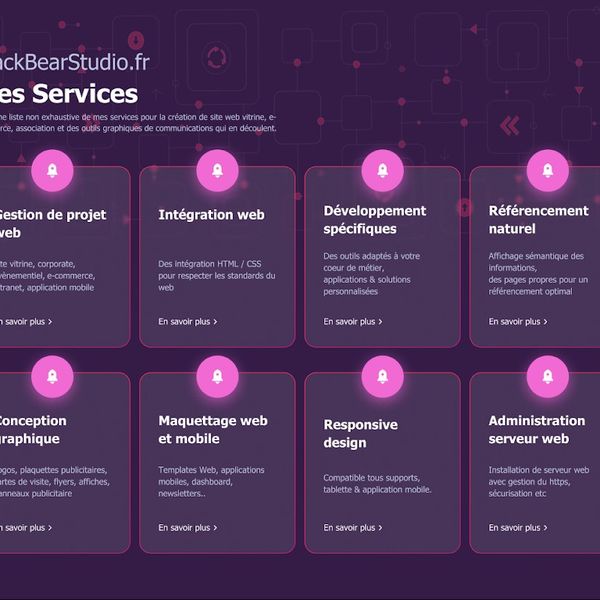 ackBearStudio.fr
es Services
ne liste non exhaustive de mes services pour la création de site web vitrine, e-
rce, association et des outils graphiques de communications qui en découlent.
Gestion de projet
web
te vitrine, corporate,
vènementiel, e-commerce,
tranet, application mobile
n savoir plus >
Intégration web
Des intégration HTML / CSS
pour respecter les standards du
web
En savoir plus >
Développement
spécifiques
Des outils adaptés à votre
coeur de métier,
applications & solutions
personnalisées
En savoir plus >
Référencement
naturel
Affichage sémantique des
informations,
des pages propres pour un
référencement optimal
En savoir plus >
Conception
graphique
ogos, plaquettes publicitaires,
artes de visite, flyers, affiches,
anneaux publicitaire
n savoir plus >
Maquettage web
et mobile
Templates Web, applications
mobiles, dashboard,
newsletters..
En savoir plus >
Responsive
design
Compatible tous supports,
tablette & application mobile.
En savoir plus >
Administration
serveur web
Installation de serveur web
avec gestion du https,
sécurisation etc
En savoir plus >